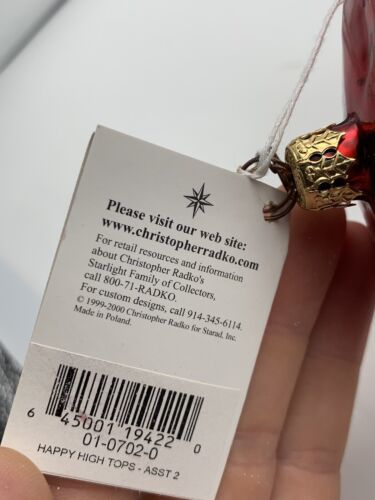 Please visit our web site:
www.christopherradko.com
For retail resources and information
about Christopher Radko's
Starlight Family of Collectors,
call 800-71-RADKO.
For custom designs, call 914-345-6114.
© 1999-2000 Christopher Radko for Starad. Inc.
Made in Poland.
6 45001 19422 0
01-0702-0
HAPPY HIGH TOPS - ASST 2